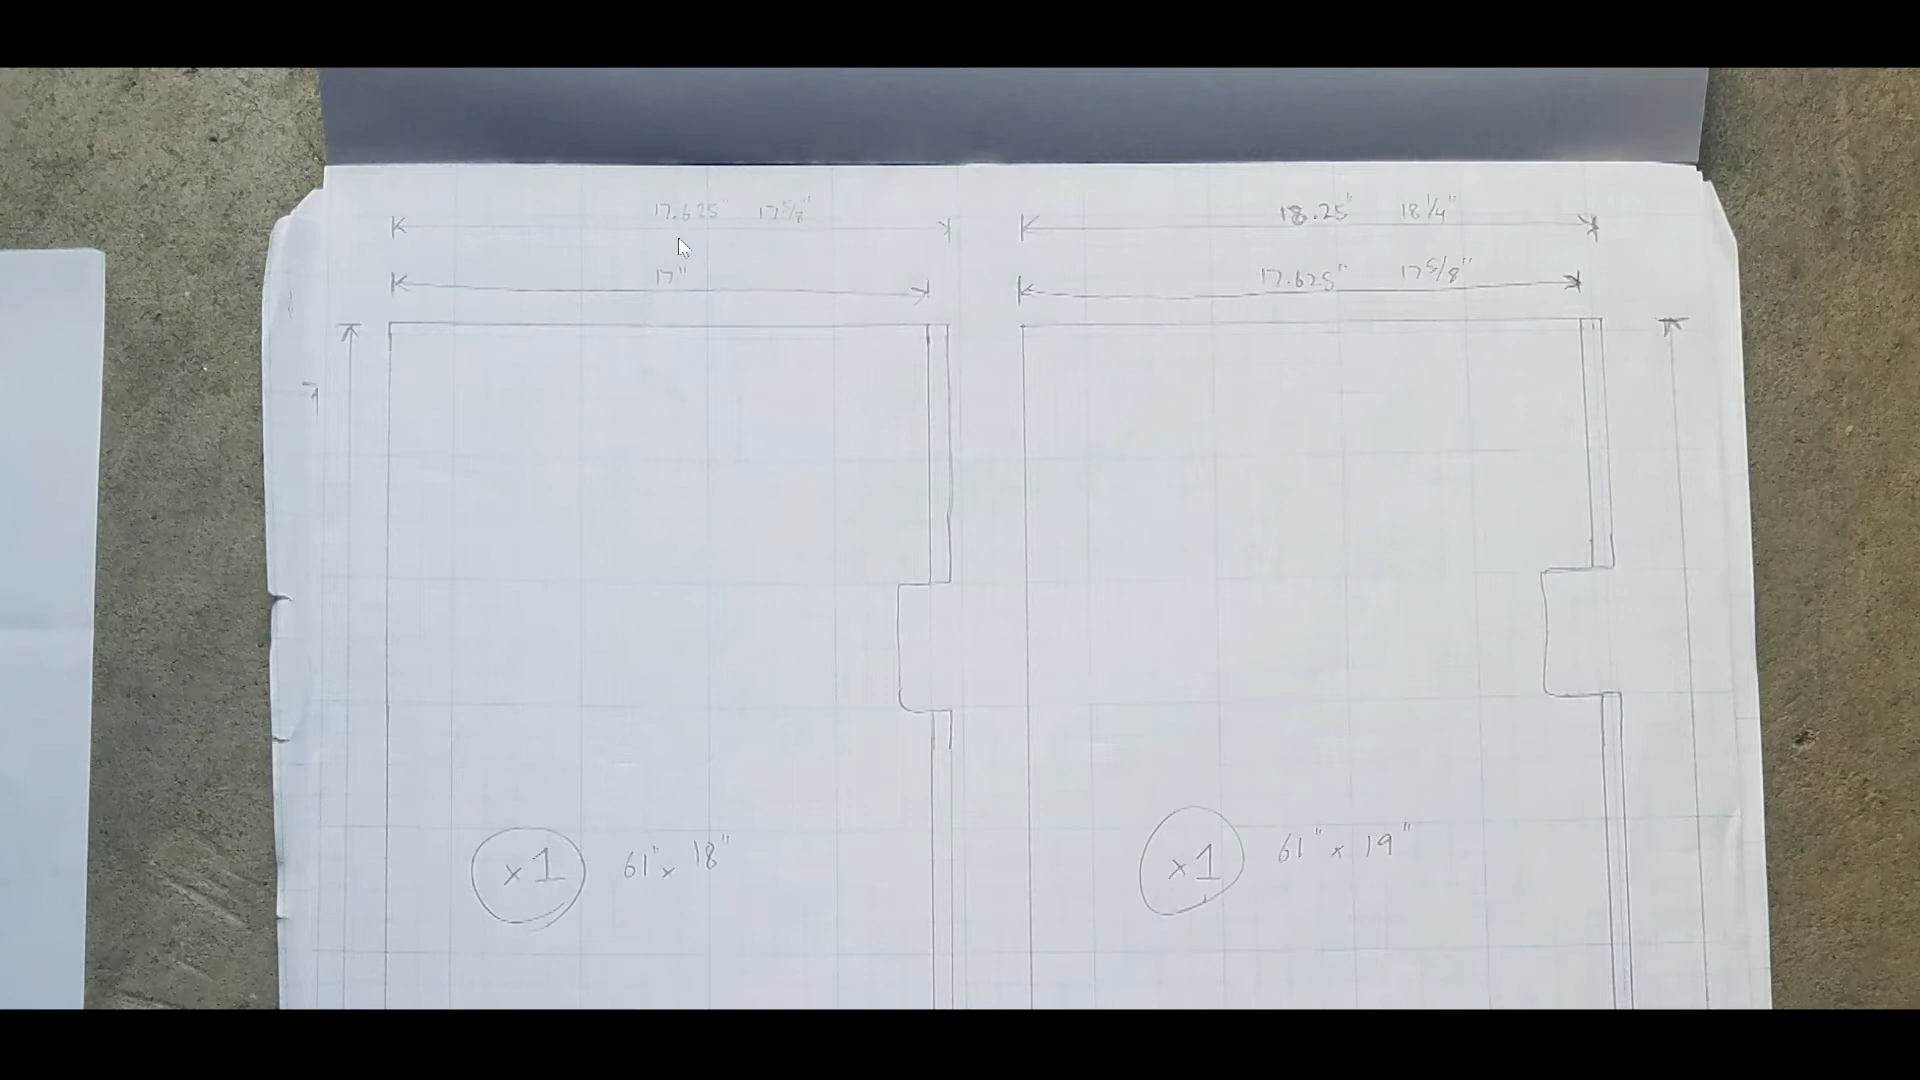 17.625" 17 5/8"
17"
18.25" 18 1/4"
17.625" 17 5/8"
x1 61" x 18"
x1 61" x 19"